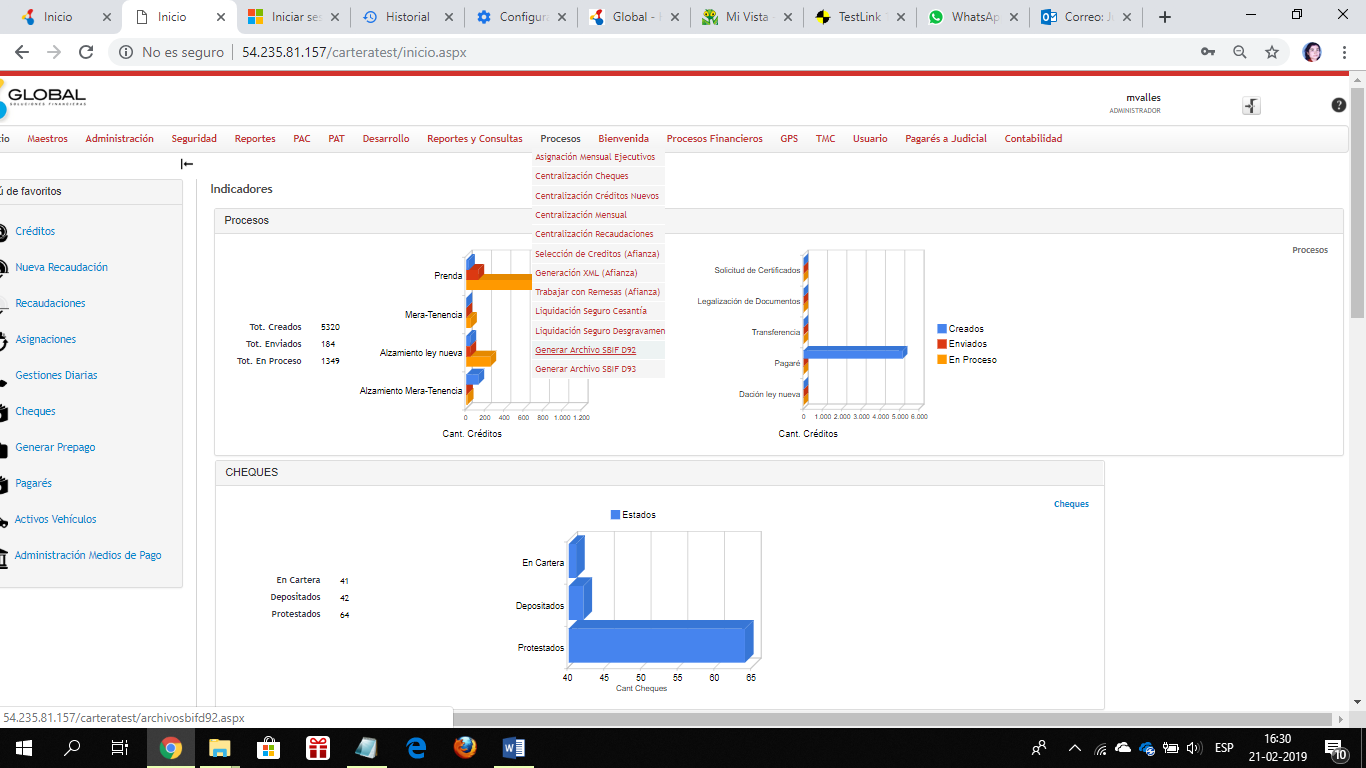 Inicio
Inicio
Iniciar se
Historial
Configura
Global -
Mi Vista -
TestLink
WhatsAp
Correo: J
No es seguro
54.235.81.157/carteratest/inicio.aspx
GLOBAL
SOLUCIONES FINANCIERAS
mvalles
ADMINISTRADOR
cio Maestros Administración Seguridad Reportes PAC PAT Desarrollo Reportes y Consultas Procesos Bienvenida Procesos Financieros GPS TMC Usuario Pagarés a Judicial Contabilidad
Asignación Mensual Ejecutivos
Centralización Cheques
Centralización Créditos Nuevos
Centralización Mensual
Centralización Recaudaciones
Selección de Creditos (Afianza)
Generación XML (Afianza)
Trabajar con Remesas (Afianza)
Liquidación Seguro Cesantía
Liquidación Seguro Desgravamen
Generar Archivo SBIF D92
Generar Archivo SBIF D93
ú de favoritos
Créditos
Nueva Recaudación
Recaudaciones
Asignaciones
Gestiones Diarias
Cheques
Generar Prepago
Pagarés
Activos Vehículos
Administración Medios de Pago
Indicadores
Procesos
Procesos
Tot. Creados 5320
Tot. Enviados 184
Tot. En Proceso 1349
Prenda
Mera-Tenencia
Alzamiento ley nueva
Alzamiento Mera-Tenencia
0 200 400 600 800 1.000 1.200
Cant. Créditos
Solicitud de Certificados
Legalización de Documentos
Transferencia
Pagaré
Dación ley nueva
0 1.000 2.000 3.000 4.000 5.000 6.000
Cant. Créditos
Creados
Enviados
En Proceso
CHEQUES
Cheques
Estados
En Cartera 41
Depositados 42
Protestados 64
En Cartera
Depositados
Protestados
40 45 50 55 60 65
Cant Cheques
54.235.81.157/carteratest/archivosbifd92.aspx
ESP
16:30
21-02-2019
10